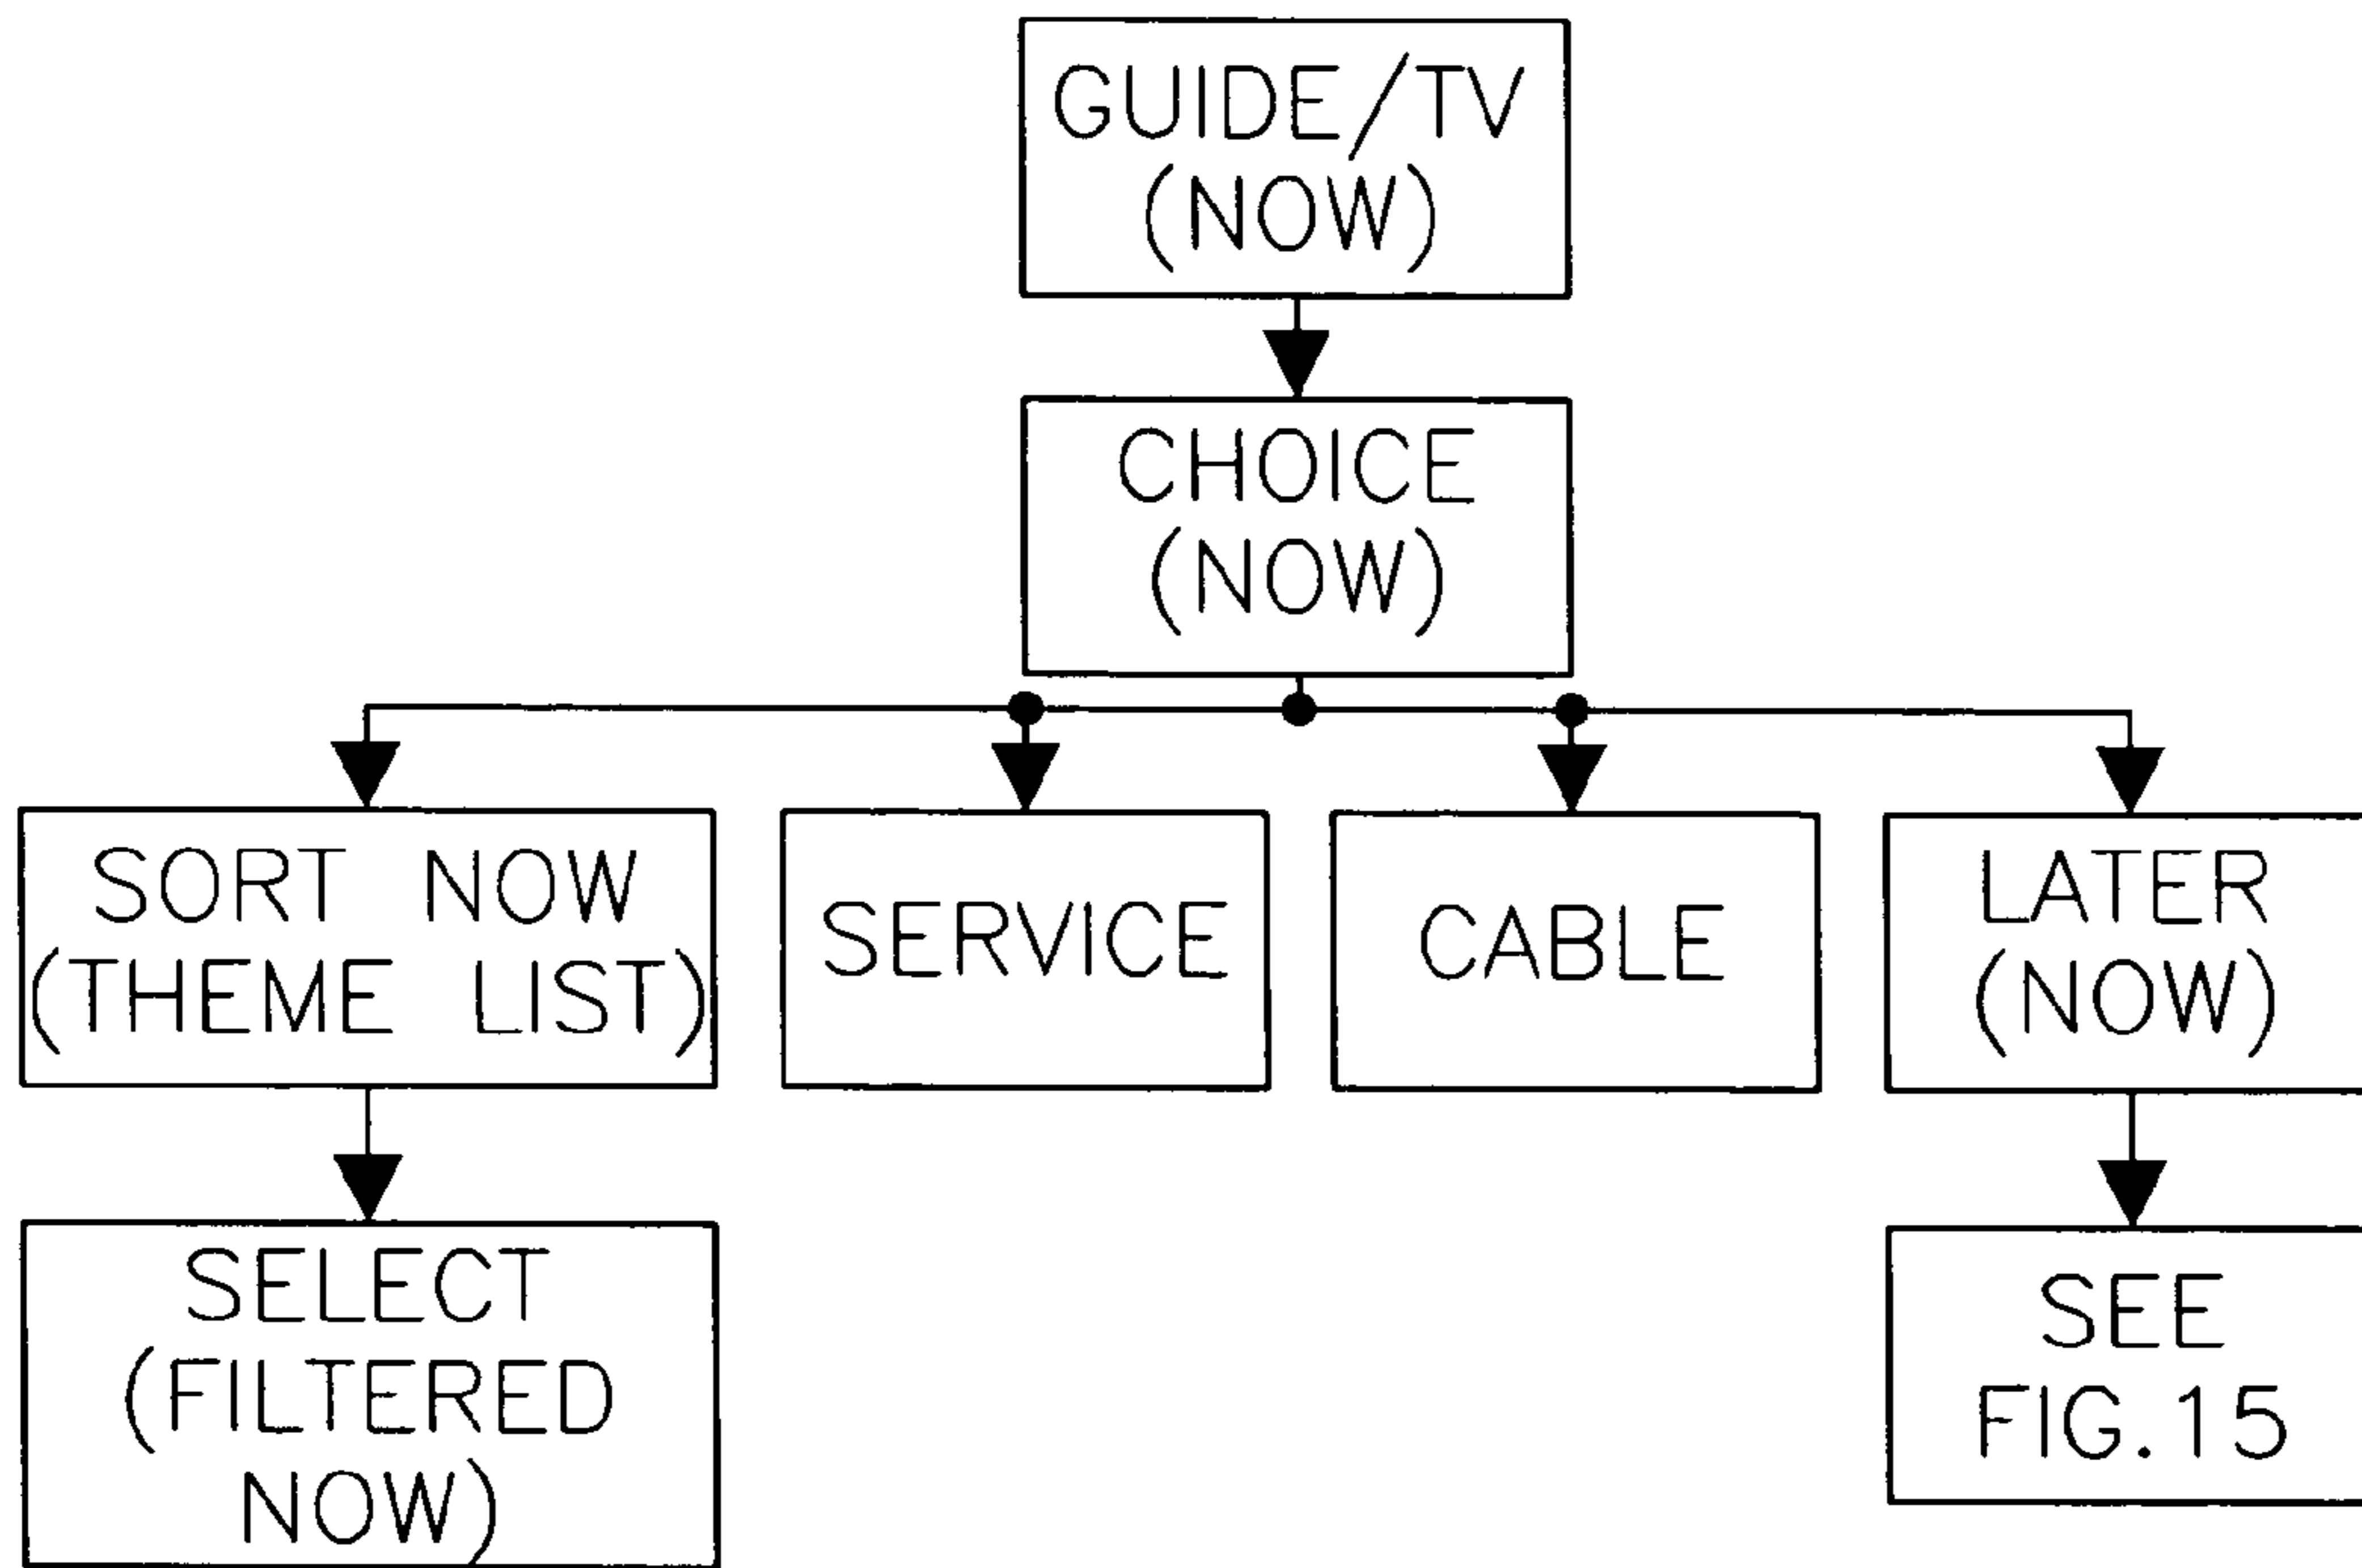 GUIDE/TV
(NOW)
CHOICE
(NOW)
SORT NOW
(THEME LIST)
SERVICE
CABLE
LATER
(NOW)
SELECT
(FILTERED
NOW)
SEE
FIG.15